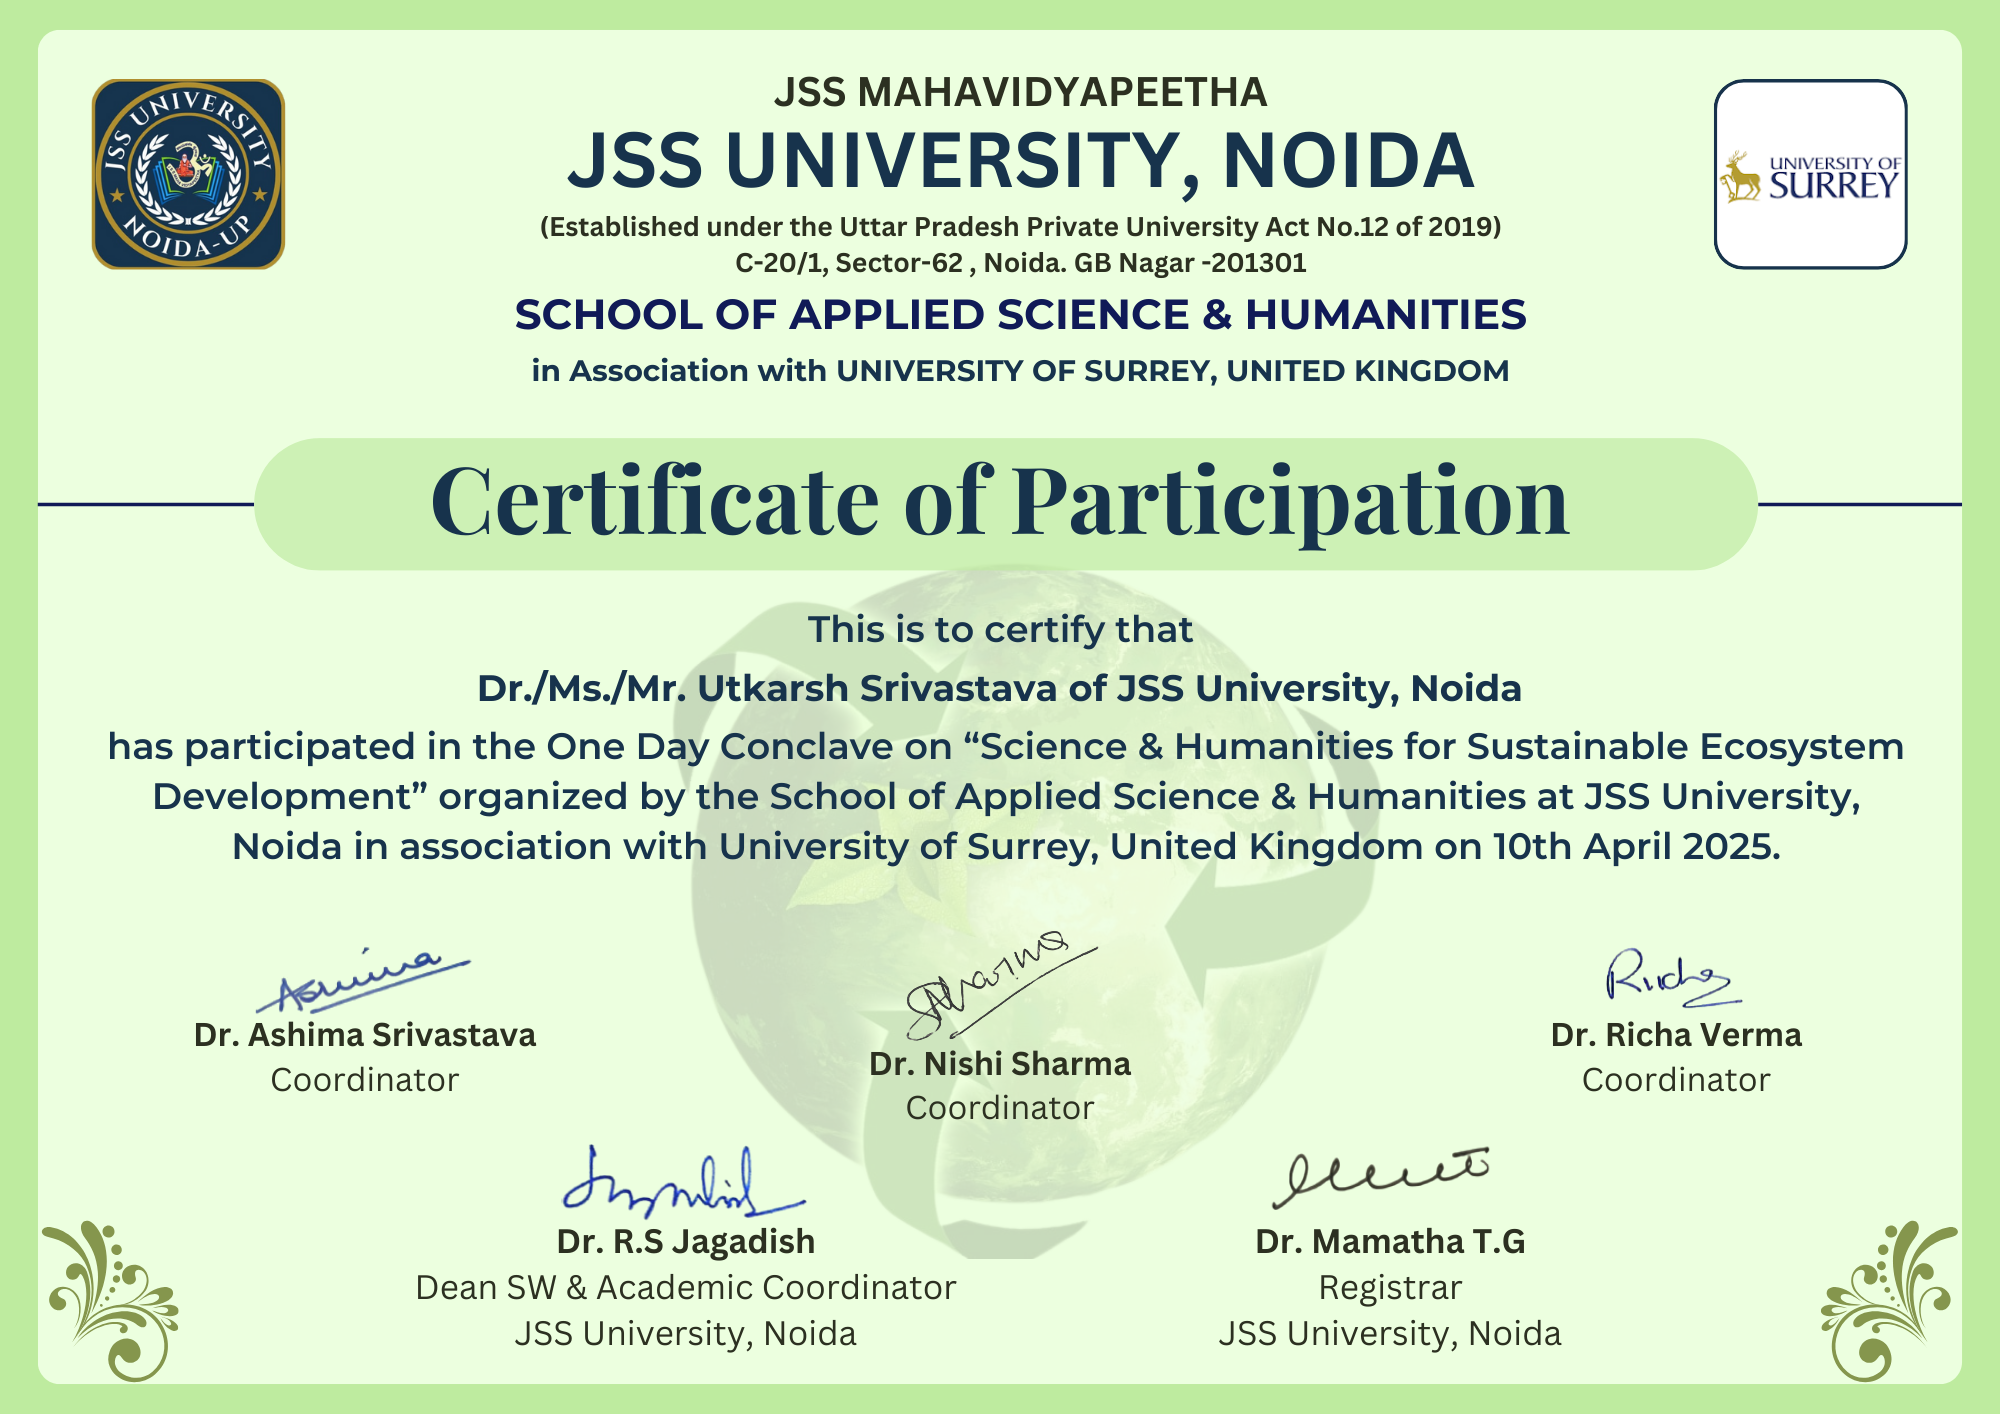 JSS UNIVERSITY
NOIDA-UP
JSS MAHAVIDYAPEETHA
JSS UNIVERSITY, NOIDA
(Established under the Uttar Pradesh Private University Act No.12 of 2019)
C-20/1, Sector-62 , Noida. GB Nagar -201301
SCHOOL OF APPLIED SCIENCE & HUMANITIES
in Association with UNIVERSITY OF SURREY, UNITED KINGDOM
UNIVERSITY OF
SURREY
Certificate of Participation
This is to certify that
Dr./Ms./Mr. Utkarsh Srivastava of JSS University, Noida
has participated in the One Day Conclave on “Science & Humanities for Sustainable Ecosystem
Development” organized by the School of Applied Science & Humanities at JSS University,
Noida in association with University of Surrey, United Kingdom on 10th April 2025.
Dr. Ashima Srivastava
Coordinator
Sharma
Dr. Nishi Sharma
Coordinator
Richa
Dr. Richa Verma
Coordinator
Dr. R.S Jagadish
Dean SW & Academic Coordinator
JSS University, Noida
Dr. Mamatha T.G
Registrar
JSS University, Noida